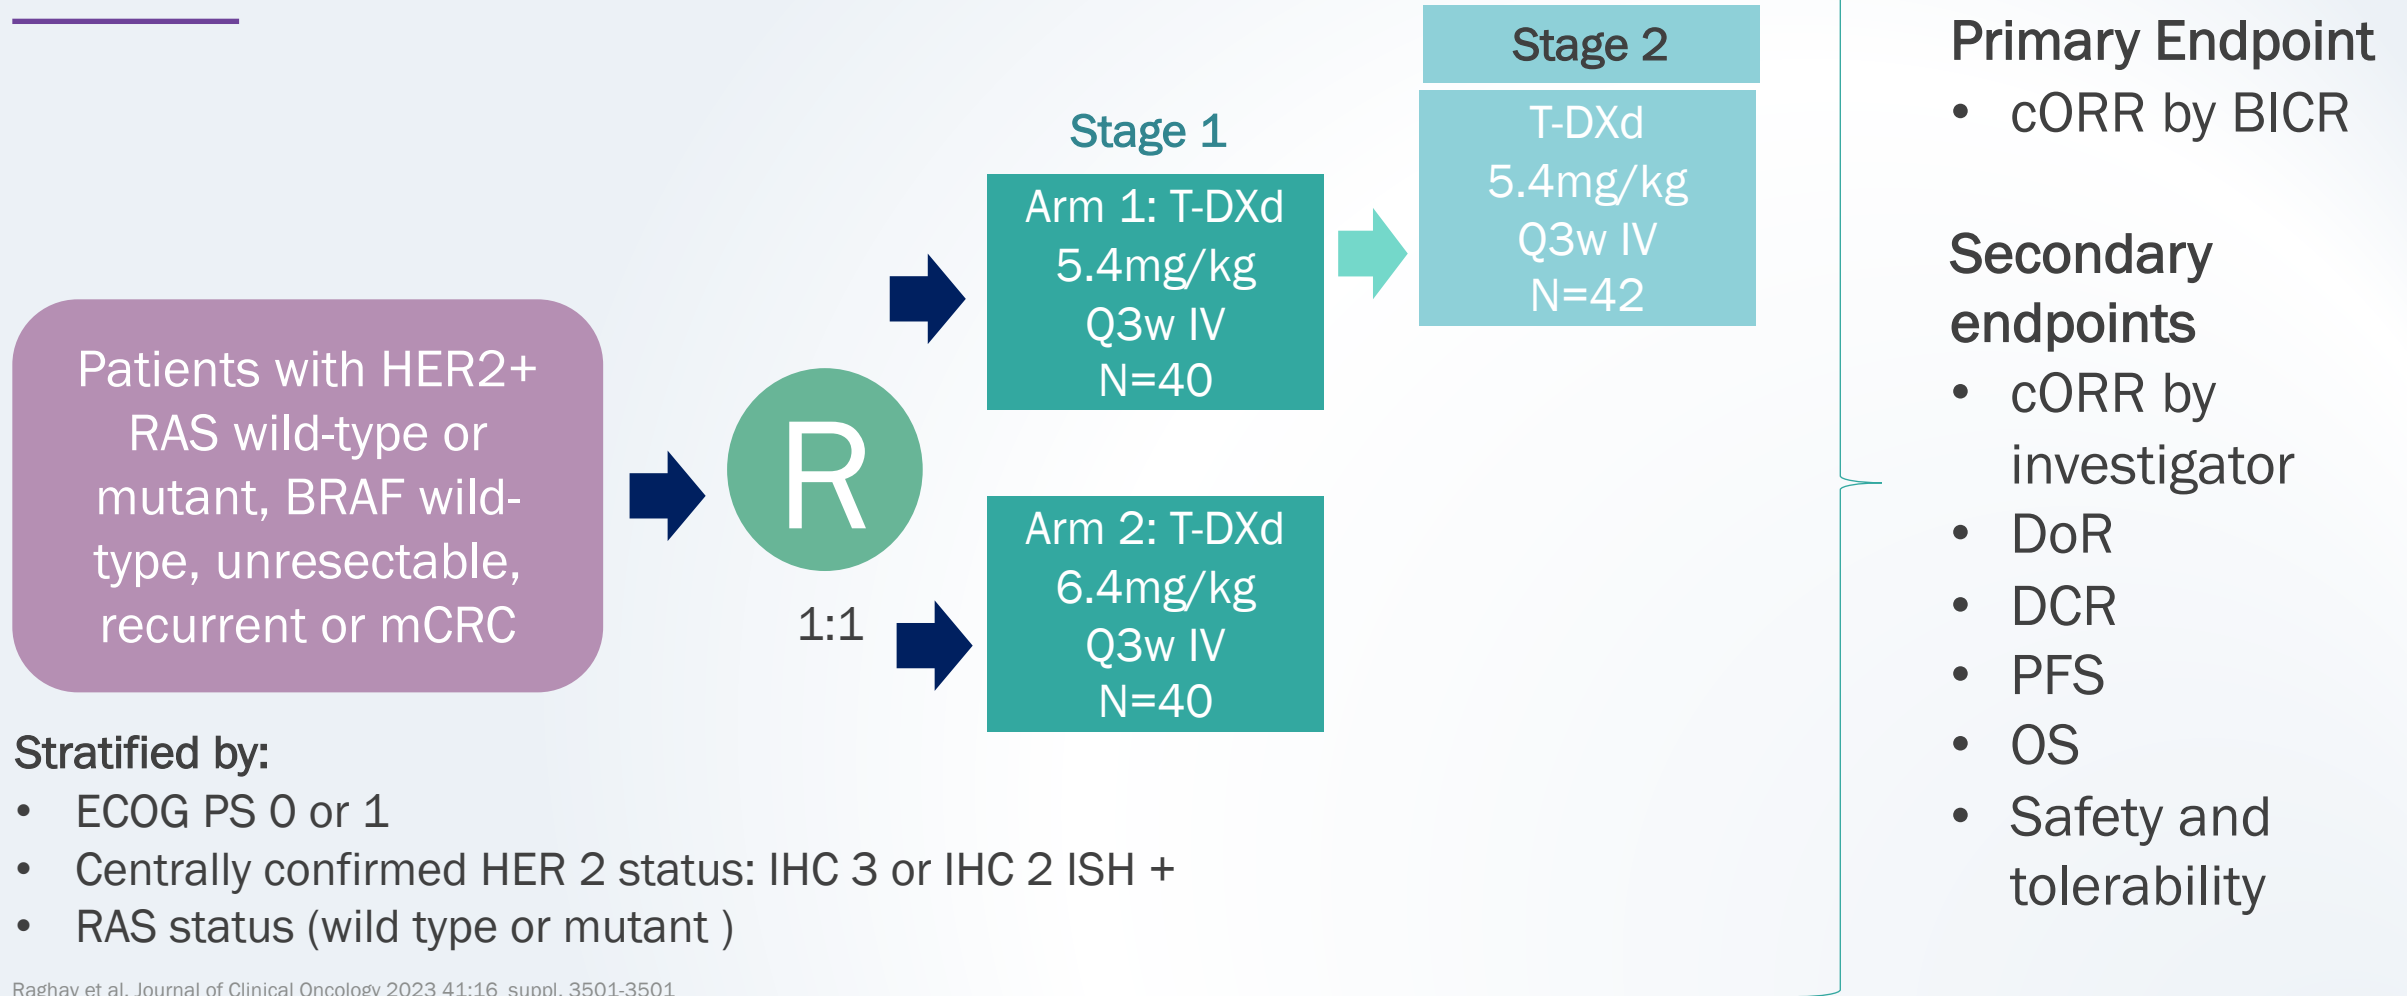 Patients with HER2+
RAS wild-type or
mutant, BRAF wild-
type, unresectable,
recurrent or mCRC
R
1:1
Stage 1
Arm 1: T-DXd
5.4mg/kg
Q3w IV
N=40
Arm 2: T-DXd
6.4mg/kg
Q3w IV
N=40
Stage 2
T-DXd
5.4mg/kg
Q3w IV
N=42
Primary Endpoint
• cORR by BICR
Secondary
endpoints
• cORR by
investigator
• DoR
• DCR
• PFS
• OS
• Safety and
tolerability
Stratified by:
• ECOG PS 0 or 1
• Centrally confirmed HER 2 status: IHC 3 or IHC 2 ISH +
• RAS status (wild type or mutant )
Raghav et al. Journal of Clinical Oncology 2023 41:16_suppl, 3501-3501